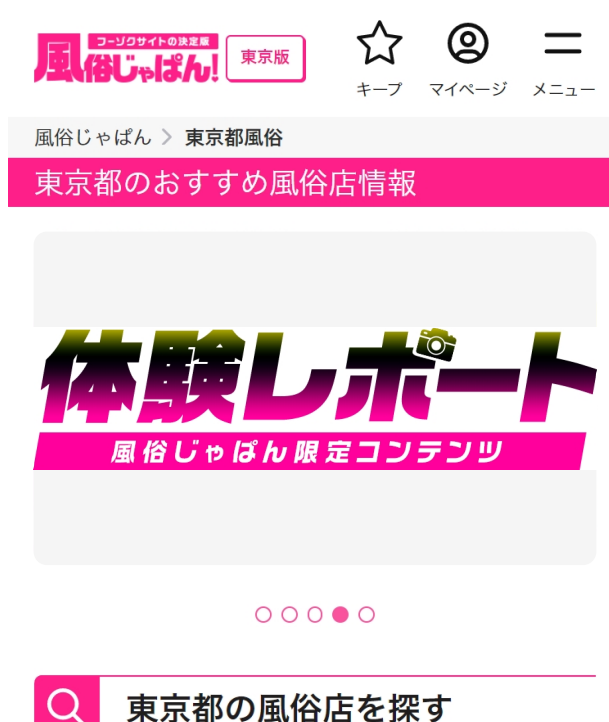 フーゾクサイトの決定版
風俗じゃぱん!
東京版
キープ
マイページ
メニュー
風俗じゃぱん > 東京都風俗
東京都のおすすめ風俗店情報
体験レポート
風俗じゃぱん限定コンテンツ
東京都の風俗店を探す